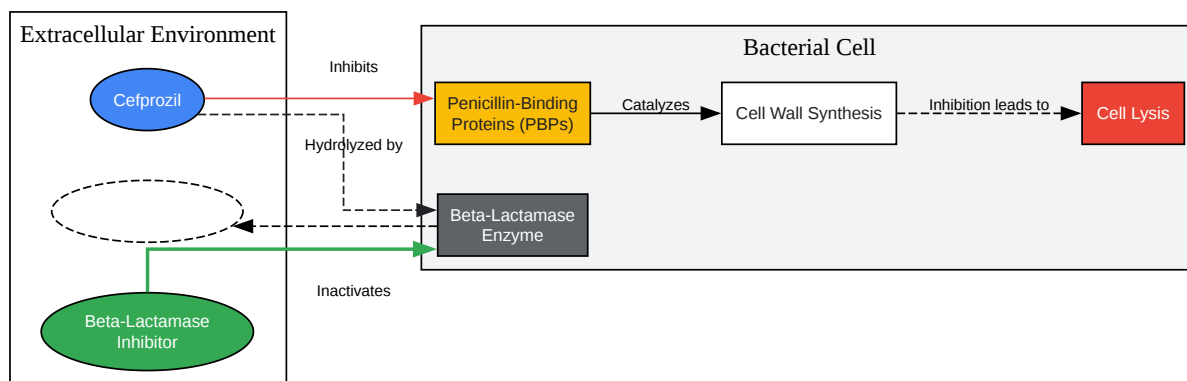 Extracellular Environment
Bacterial Cell
Cefprozil
Inhibits
Penicillin-Binding
Proteins (PBPs)
Catalyzes
Cell Wall Synthesis
Inhibition leads to
Cell Lysis
Hydrolyzed by
Beta-Lactamase
Enzyme
Inactivates
Beta-Lactamase
Inhibitor